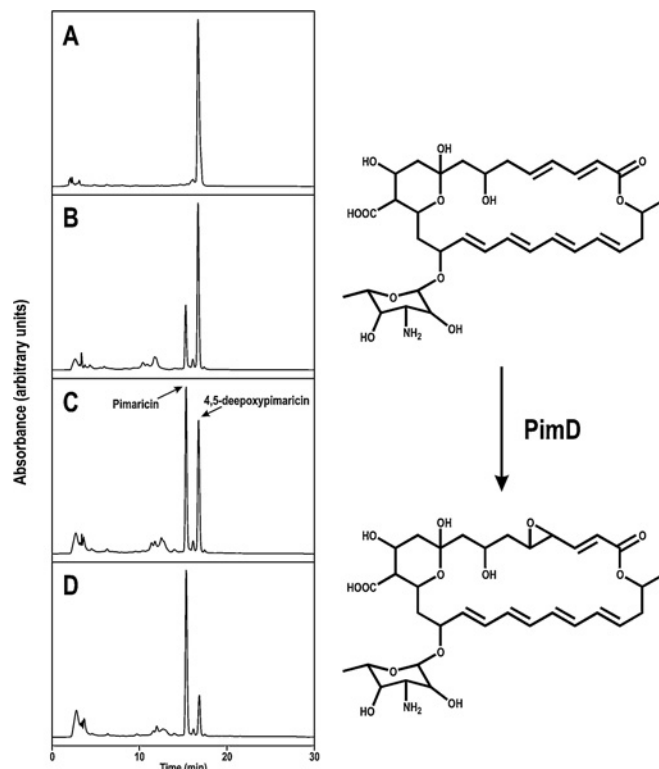 A
B
C
Pimaricin
4,5-deepoxypimaricin
D
Absorbance (arbitrary units)
0
10
20
30
Time (min)
OH
HO
O
OH
O
O
HOOC
O
O
HO
NH₂
OH
PimD
O
OH
HO
O
OH
O
O
HOOC
O
O
HO
NH₂
OH